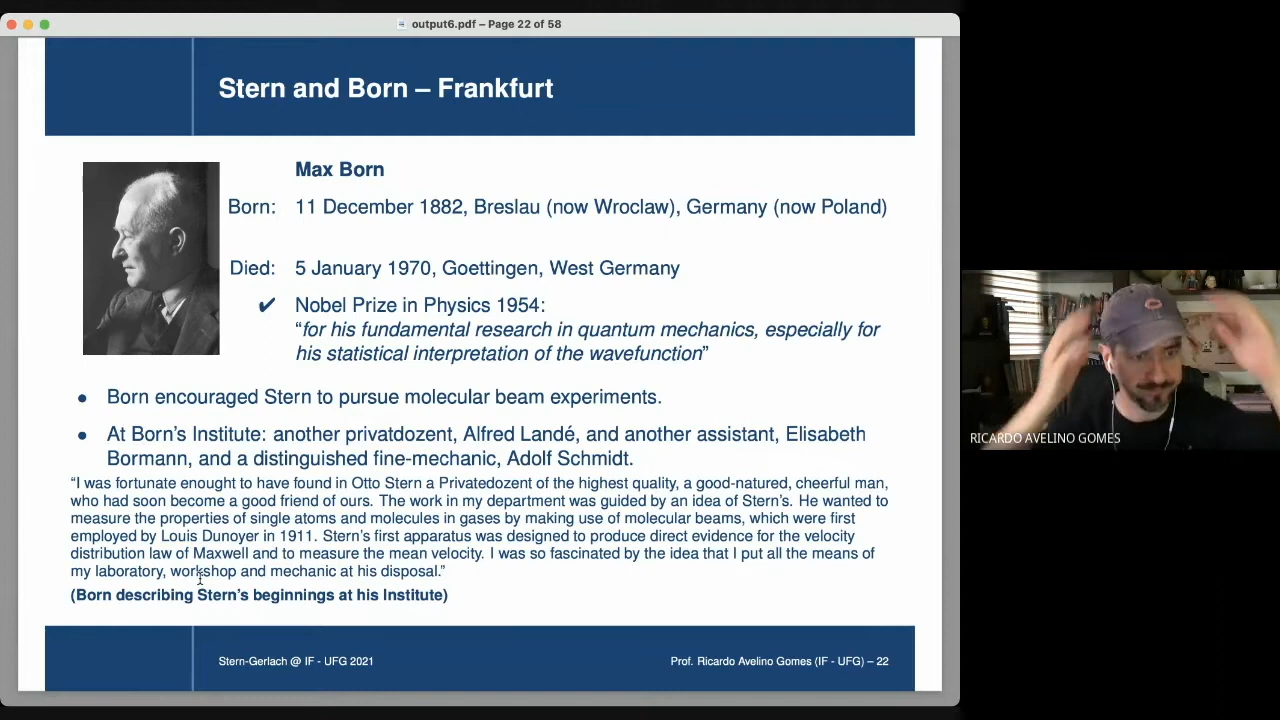 output6.pdf – Page 22 of 58
Stern and Born – Frankfurt
Max Born
Born: 11 December 1882, Breslau (now Wroclaw), Germany (now Poland)
Died: 5 January 1970, Goettingen, West Germany
✔ Nobel Prize in Physics 1954:
“for his fundamental research in quantum mechanics, especially for
his statistical interpretation of the wavefunction”
• Born encouraged Stern to pursue molecular beam experiments.
• At Born’s Institute: another privatdozent, Alfred Landé, and another assistant, Elisabeth
Bormann, and a distinguished fine-mechanic, Adolf Schmidt.
“I was fortunate enought to have found in Otto Stern a Privatedozent of the highest quality, a good-natured, cheerful man,
who had soon become a good friend of ours. The work in my department was guided by an idea of Stern’s. He wanted to
measure the properties of single atoms and molecules in gases by making use of molecular beams, which were first
employed by Louis Dunoyer in 1911. Stern’s first apparatus was designed to produce direct evidence for the velocity
distribution law of Maxwell and to measure the mean velocity. I was so fascinated by the idea that I put all the means of
my laboratory, workshop and mechanic at his disposal.”
(Born describing Stern’s beginnings at his Institute)
Stern-Gerlach @ IF - UFG 2021
Prof. Ricardo Avelino Gomes (IF - UFG) – 22
RICARDO AVELINO GOMES